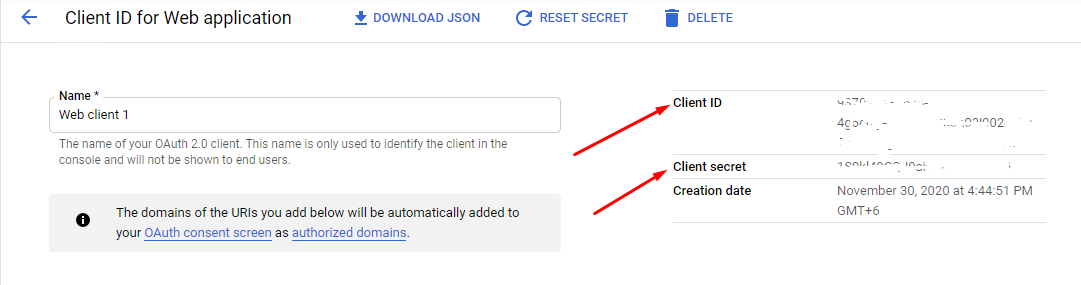 Client ID for Web application
DOWNLOAD JSON
RESET SECRET
DELETE
Name *
Web client 1
The name of your OAuth 2.0 client. This name is only used to identify the client in the
console and will not be shown to end users.
The domains of the URIs you add below will be automatically added to
your OAuth consent screen as authorized domains.
Client ID
Client secret
Creation date
November 30, 2020 at 4:44:51 PM
GMT+6